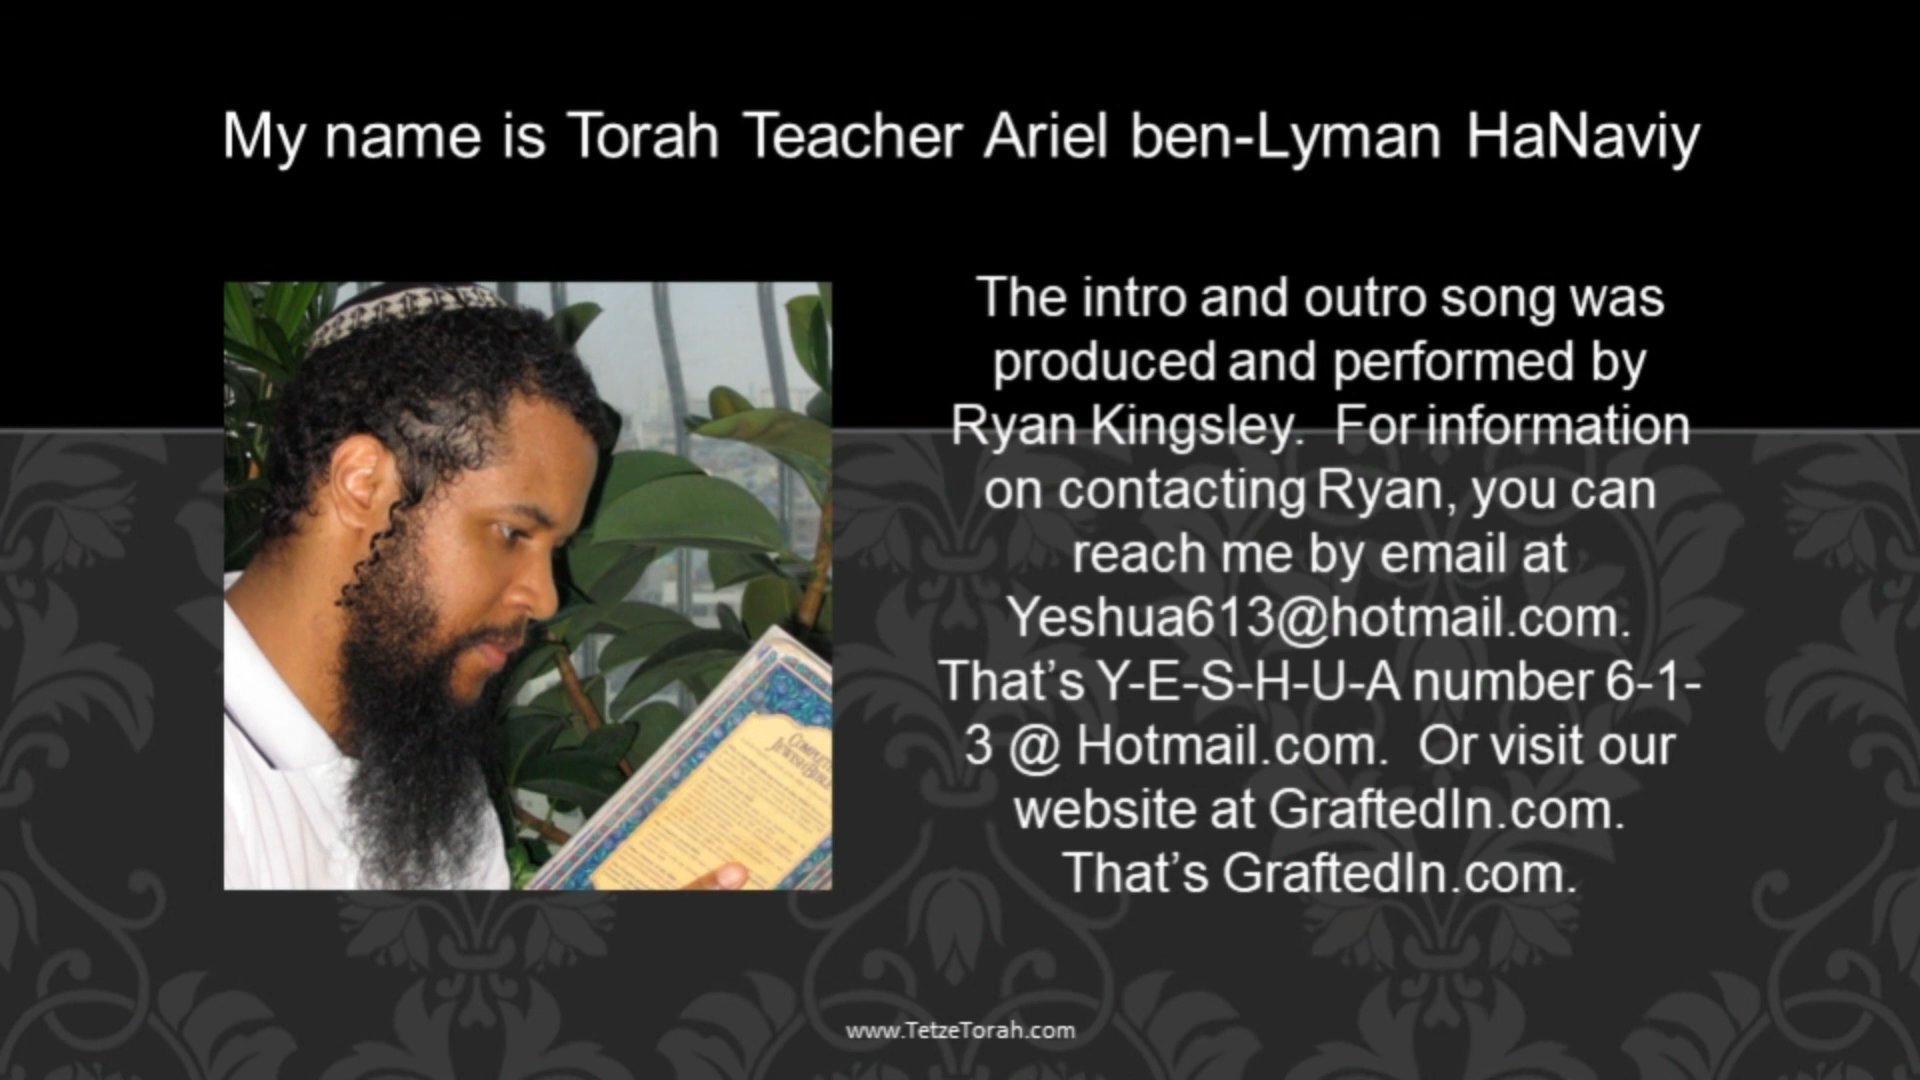 My name is Torah Teacher Ariel ben-Lyman HaNaviy
The intro and outro song was
produced and performed by
Ryan Kingsley.  For information
on contacting Ryan, you can
reach me by email at
Yeshua613@hotmail.com.
That’s Y-E-S-H-U-A number 6-1-
3 @ Hotmail.com.  Or visit our
website at GraftedIn.com.
That’s GraftedIn.com.
JEWISH BIBLE
www.TetzeTorah.com